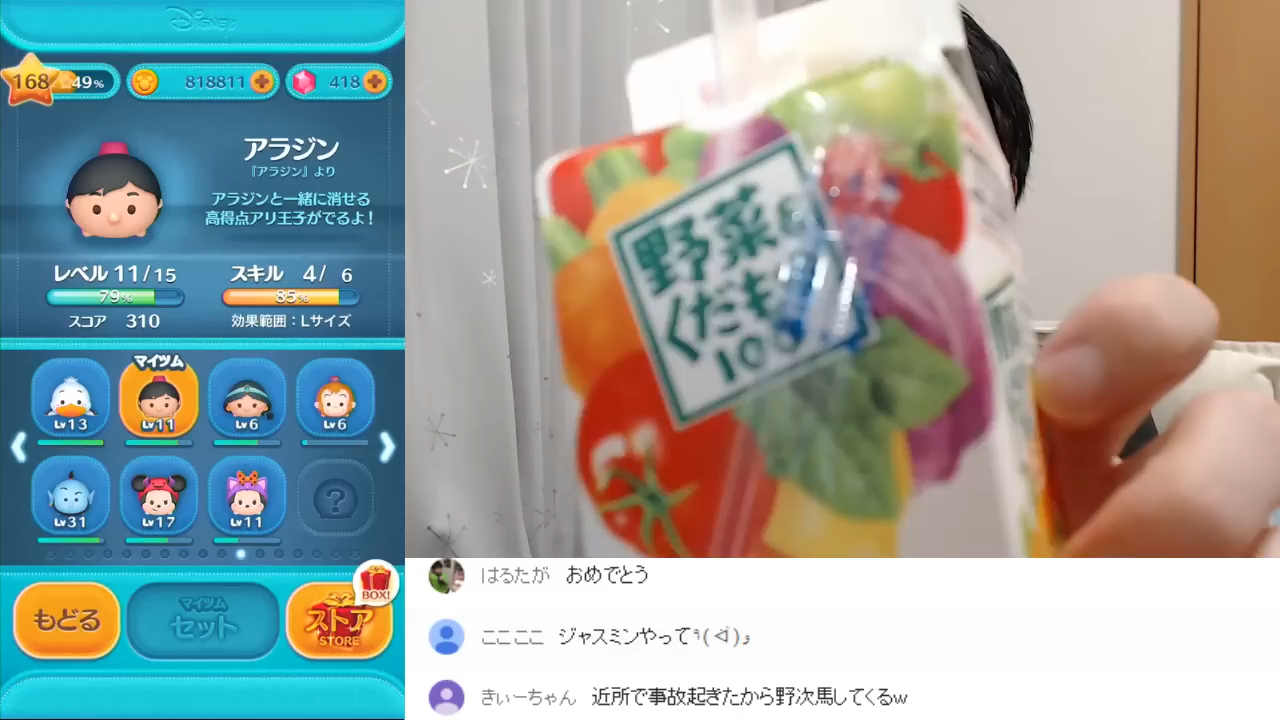 Disney
168
49%
818811
418
アラジン
『アラジン』より
アラジンと一緒に消せる
高得点アリ王子がでるよ!
レベル 11/15
スキル 4/ 6
79%
85%
スコア 310
効果範囲:Lサイズ
マイツム
Lv13
Lv11
Lv6
Lv6
Lv31
Lv17
Lv11
?
もどる
マイツム
セット
BOX!
ストア
STORE
野菜
くだも
100
はるたが おめでとう
ここここ ジャスミンやって٩( ᐛ )و
きぃーちゃん 近所で事故起きたから野次馬してくるw